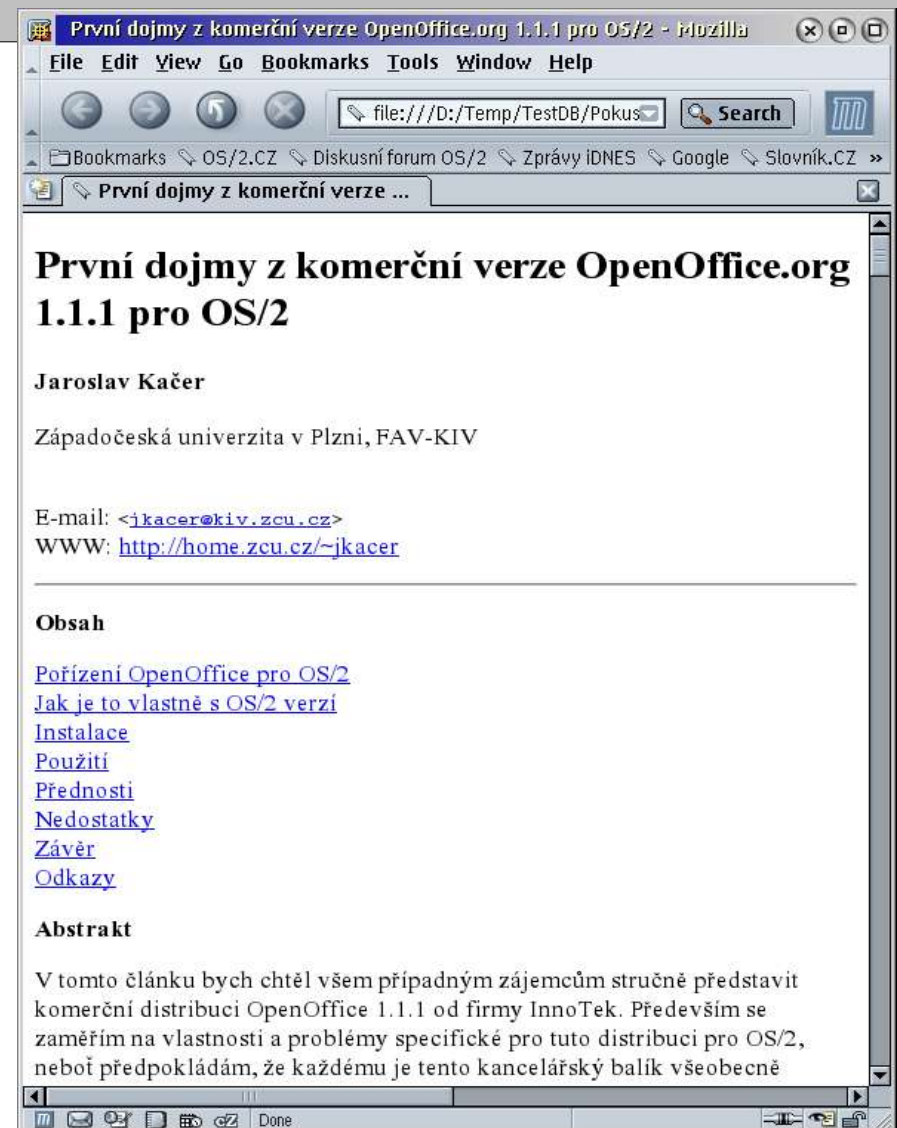 První dojmy z komerční verze OpenOffice.org 1.1.1 pro OS/2 - Mozilla
File Edit View Go Bookmarks Tools Window Help
file:///D:/Temp/TestDB/Pokus Search
Bookmarks OS/2.CZ Diskusní forum OS/2 Zprávy iDNES Google Slovník.CZ »
První dojmy z komerční verze ...
První dojmy z komerční verze OpenOffice.org
1.1.1 pro OS/2
Jaroslav Kačer
Západočeská univerzita v Plzni, FAV-KIV
E-mail: <jkacer@kiv.zcu.cz>
WWW: http://home.zcu.cz/~jkacer
Obsah
Pořízení OpenOffice pro OS/2
Jak je to vlastně s OS/2 verzí
Instalace
Použití
Přednosti
Nedostatky
Závěr
Odkazy
Abstrakt
V tomto článku bych chtěl všem případným zájemcům stručně představit
komerční distribuci OpenOffice 1.1.1 od firmy InnoTek. Především se
zaměřím na vlastnosti a problémy specifické pro tuto distribuci pro OS/2,
neboť předpokládám, že každému je tento kancelářský balík všeobecně
Done